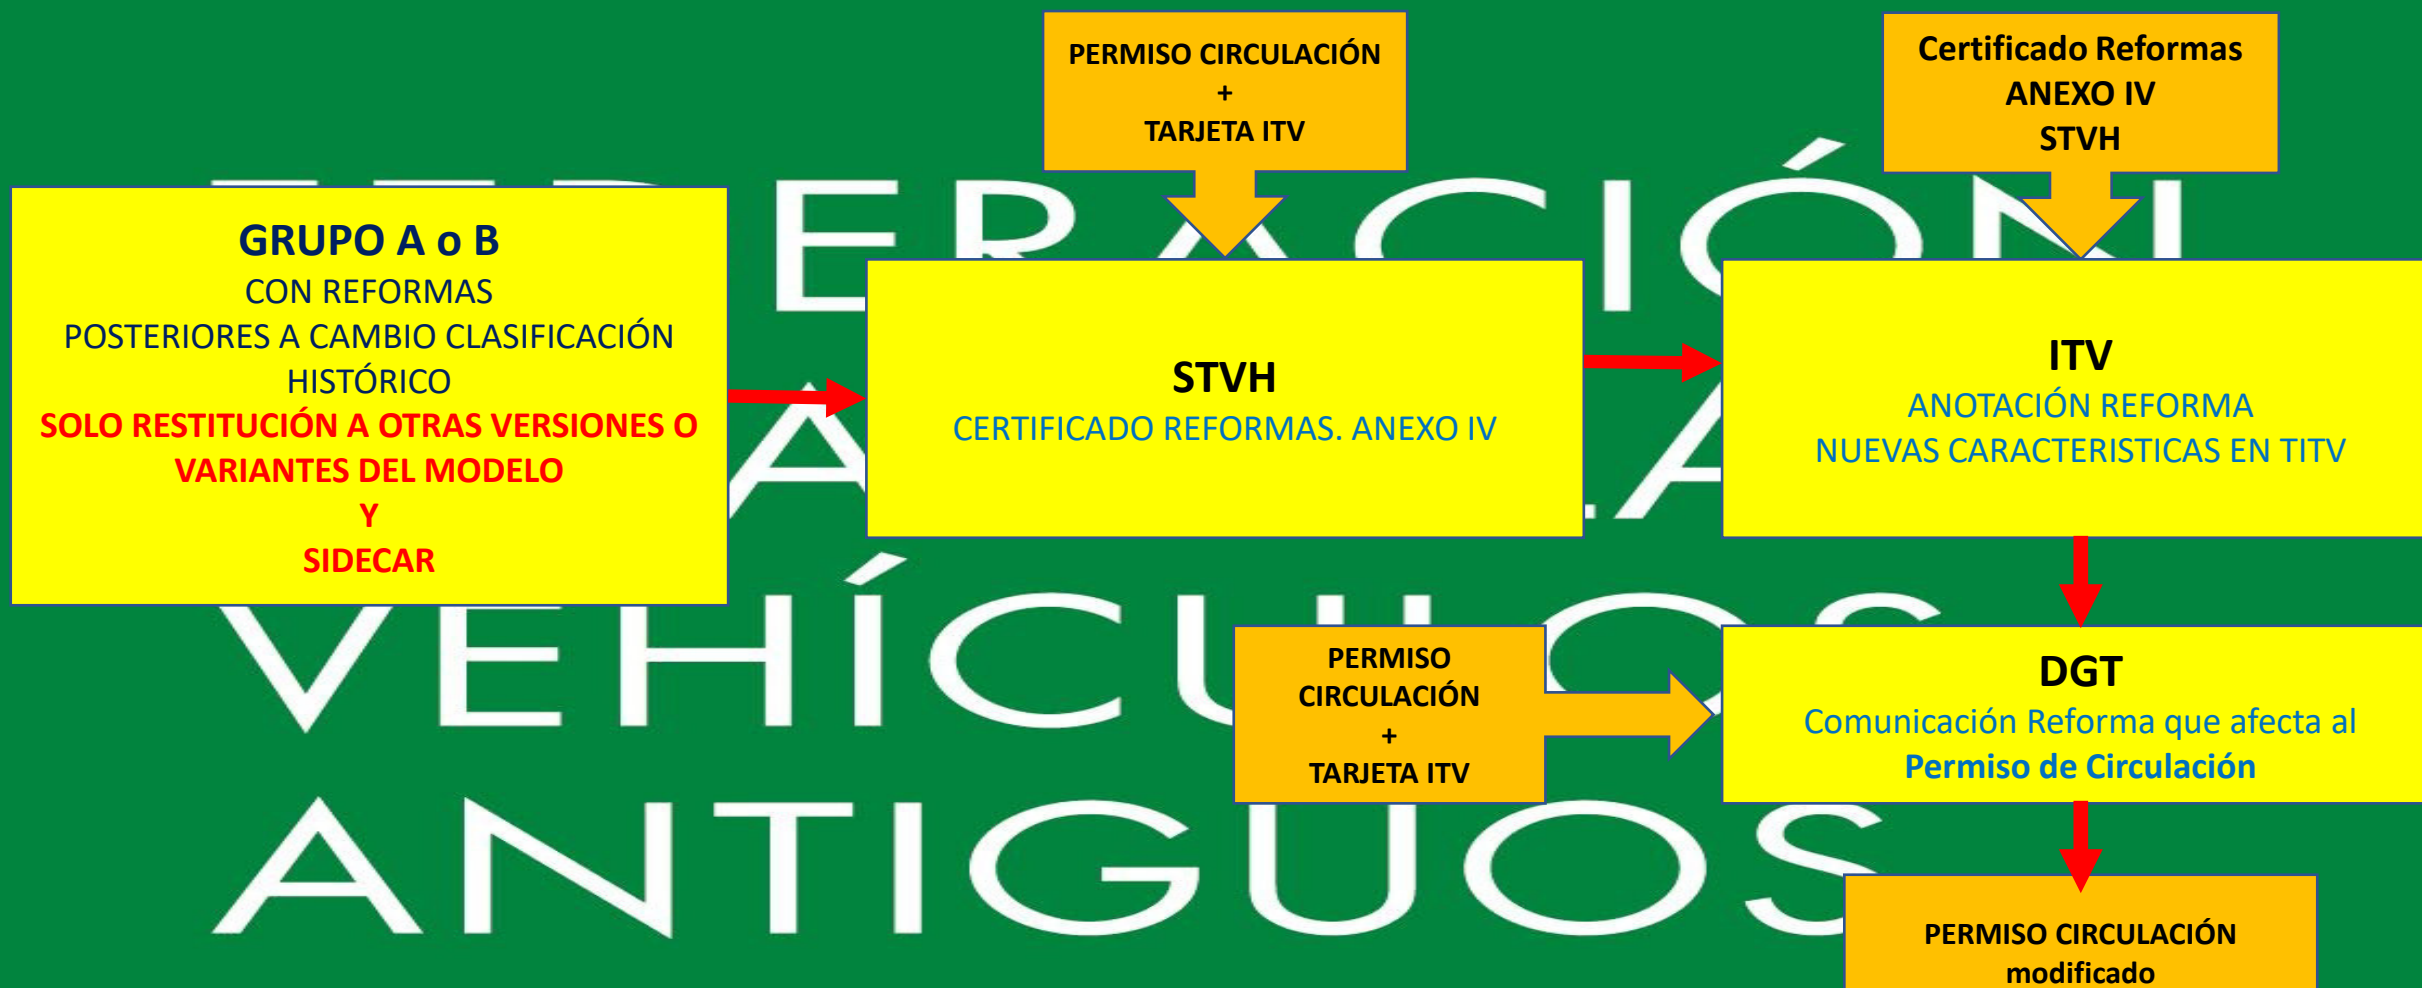 PERMISO CIRCULACIÓN
+
TARJETA ITV
Certificado Reformas
ANEXO IV
STVH
GRUPO A o B
CON REFORMAS
POSTERIORES A CAMBIO CLASIFICACIÓN
HISTÓRICO
SOLO RESTITUCIÓN A OTRAS VERSIONES O
VARIANTES DEL MODELO
Y
SIDECAR
STVH
CERTIFICADO REFORMAS. ANEXO IV
ITV
ANOTACIÓN REFORMA
NUEVAS CARACTERISTICAS EN TITV
PERMISO
CIRCULACIÓN
+
TARJETA ITV
DGT
Comunicación Reforma que afecta al
Permiso de Circulación
PERMISO CIRCULACIÓN
modificado
VEHÍCULOS
ANTIGUOS